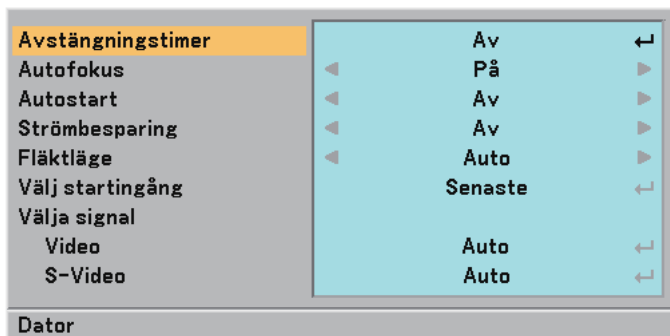 Avstängningstimer Av
Autofokus På
Autostart Av
Strömbesparing Av
Fläktläge Auto
Välj startingång Senaste
Välja signal
Video Auto
S-Video Auto
Dator